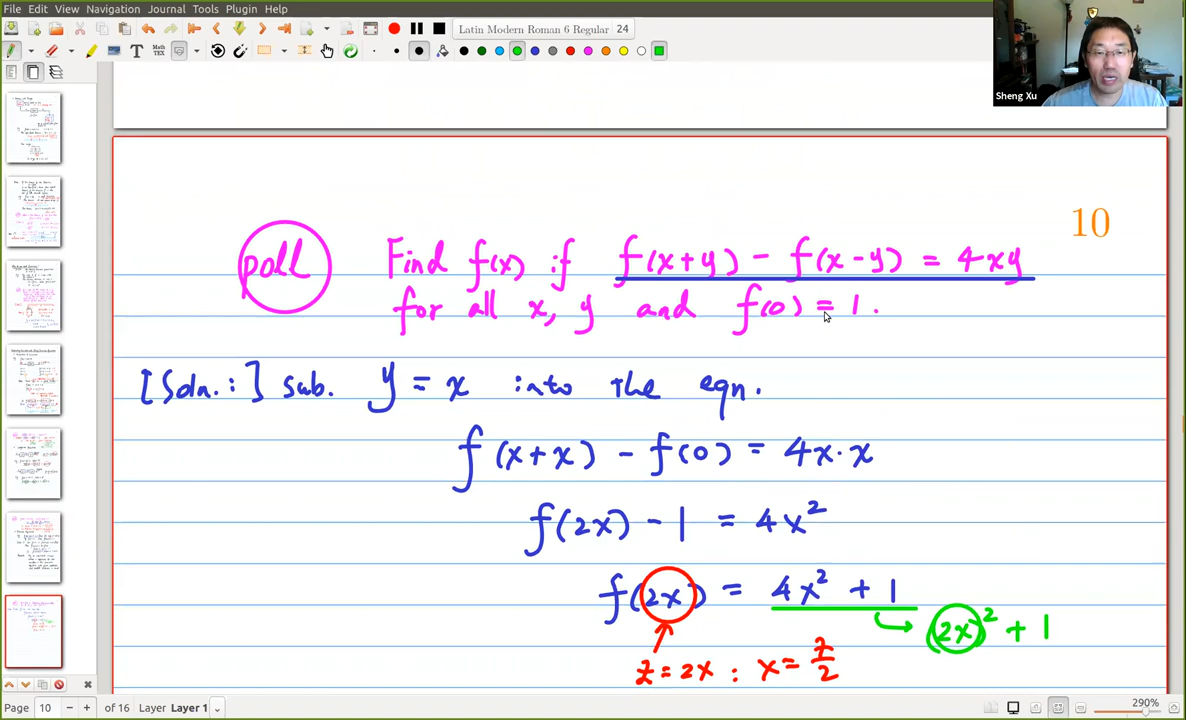 File Edit View Journal Tools Plugin Help
Latin Modern Roman 6 Regular 24
Sheng Xu
10
poll Find f(x) if f(x+y) - f(x-y) = 4xy
for all x, y and f(0) = 1.
[Soln.:] sub. y = x into the eqn.
f(x+x) - f(0) = 4x·x
f(2x) - 1 = 4x²
f(2x) = 4x² + 1
(2x)² + 1
z = 2x : x = z/2
Page 10 of 16 Layer Layer 1 290%